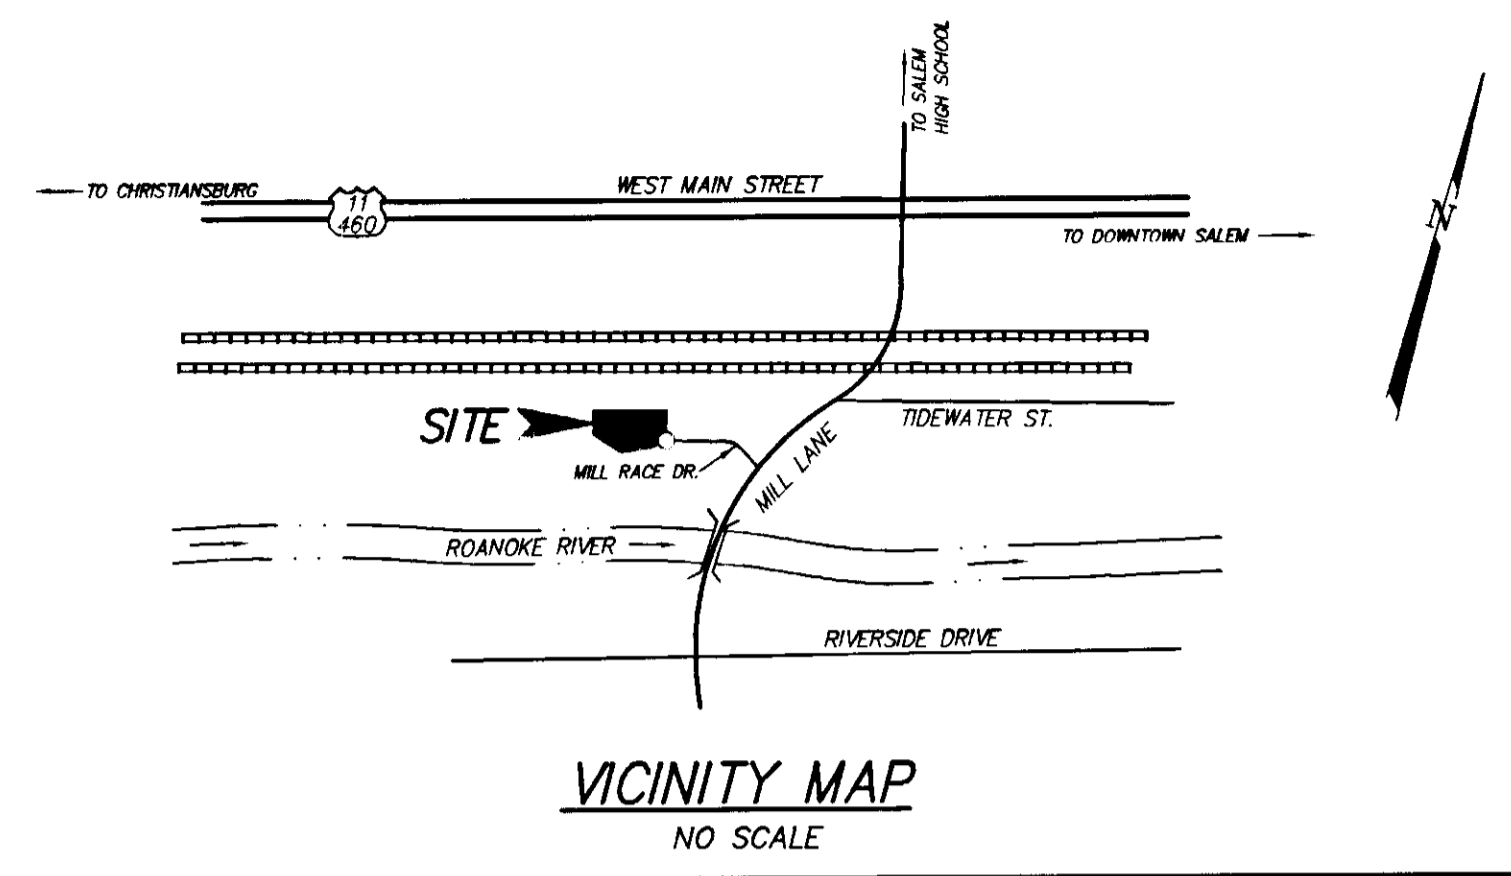 TO SALEM
HIGH SCHOOL
TO CHRISTIANSBURG
11
460
WEST MAIN STREET
TO DOWNTOWN SALEM
N
SITE
TIDEWATER ST.
MILL RACE DR.
MILL LANE
ROANOKE RIVER
RIVERSIDE DRIVE
VICINITY MAP
NO SCALE